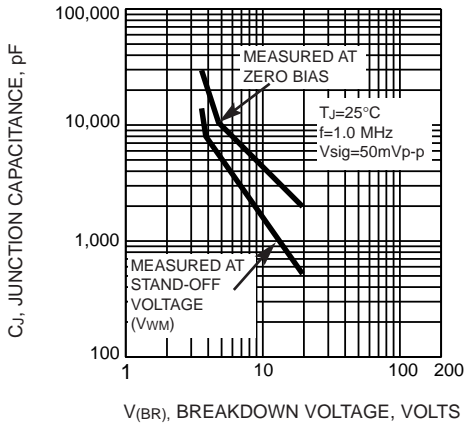 100,000
MEASURED AT
ZERO BIAS
TJ=25°C
f=1.0 MHz
Vsig=50mVp-p
10,000
CJ, JUNCTION CAPACITANCE, pF
1,000
MEASURED AT
STAND-OFF
VOLTAGE
(VWM)
100
1 10 100 200
V(BR), BREAKDOWN VOLTAGE, VOLTS